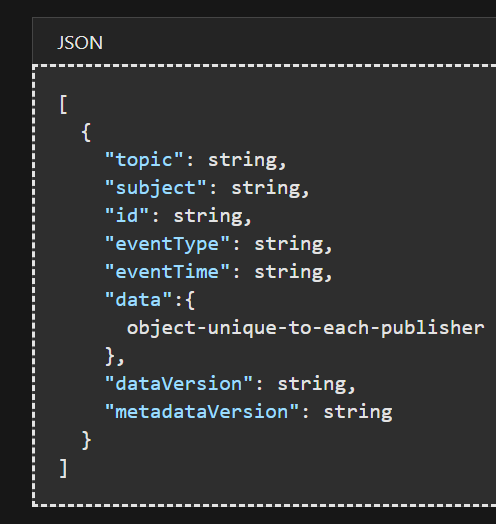 JSON
[
  {
    "topic": string,
    "subject": string,
    "id": string,
    "eventType": string,
    "eventTime": string,
    "data":{
      object-unique-to-each-publisher
    },
    "dataVersion": string,
    "metadataVersion": string
  }
]